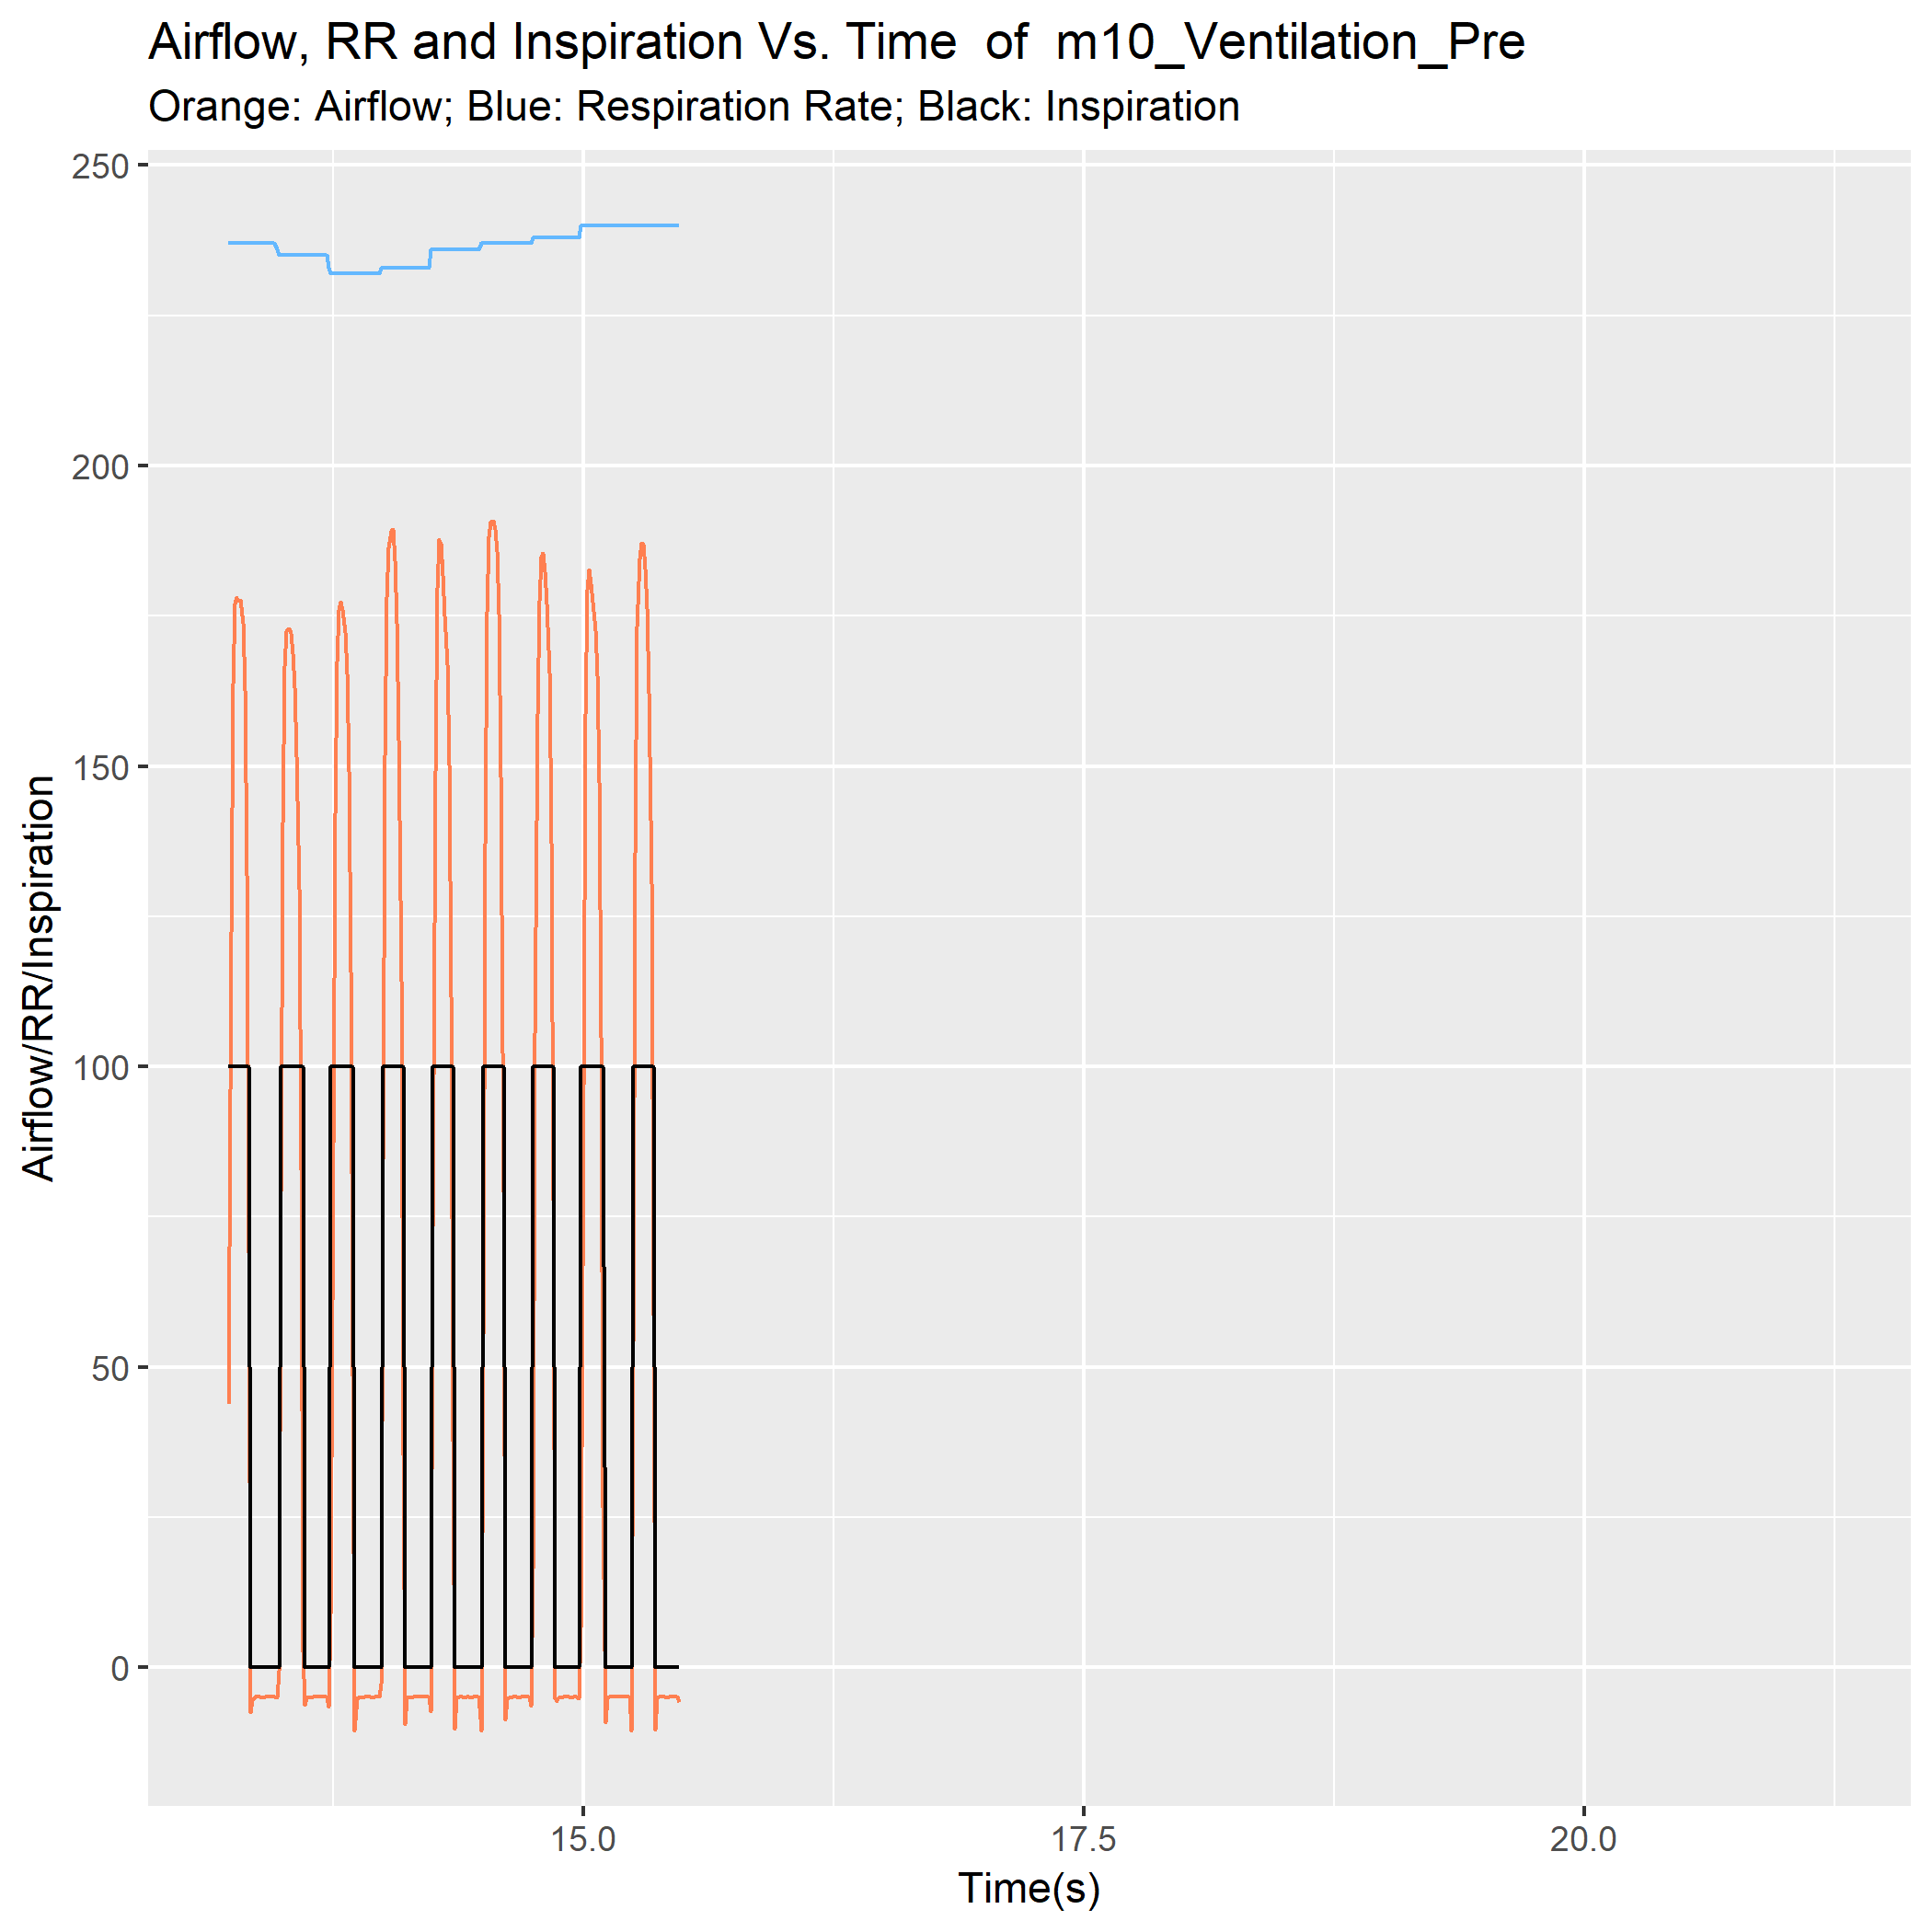 Airflow, RR and Inspiration Vs. Time  of  m10_Ventilation_Pre
Orange: Airflow; Blue: Respiration Rate; Black: Inspiration
Airflow/RR/Inspiration
250
200
150
100
50
0
15.0
17.5
20.0
Time(s)